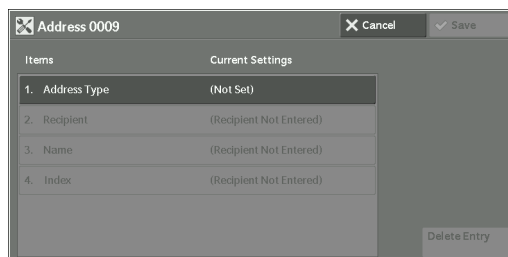 Address 0009
Cancel
Save
Items Current Settings
1. Address Type (Not Set)
2. Recipient (Recipient Not Entered)
3. Name (Recipient Not Entered)
4. Index (Recipient Not Entered)
Delete Entry